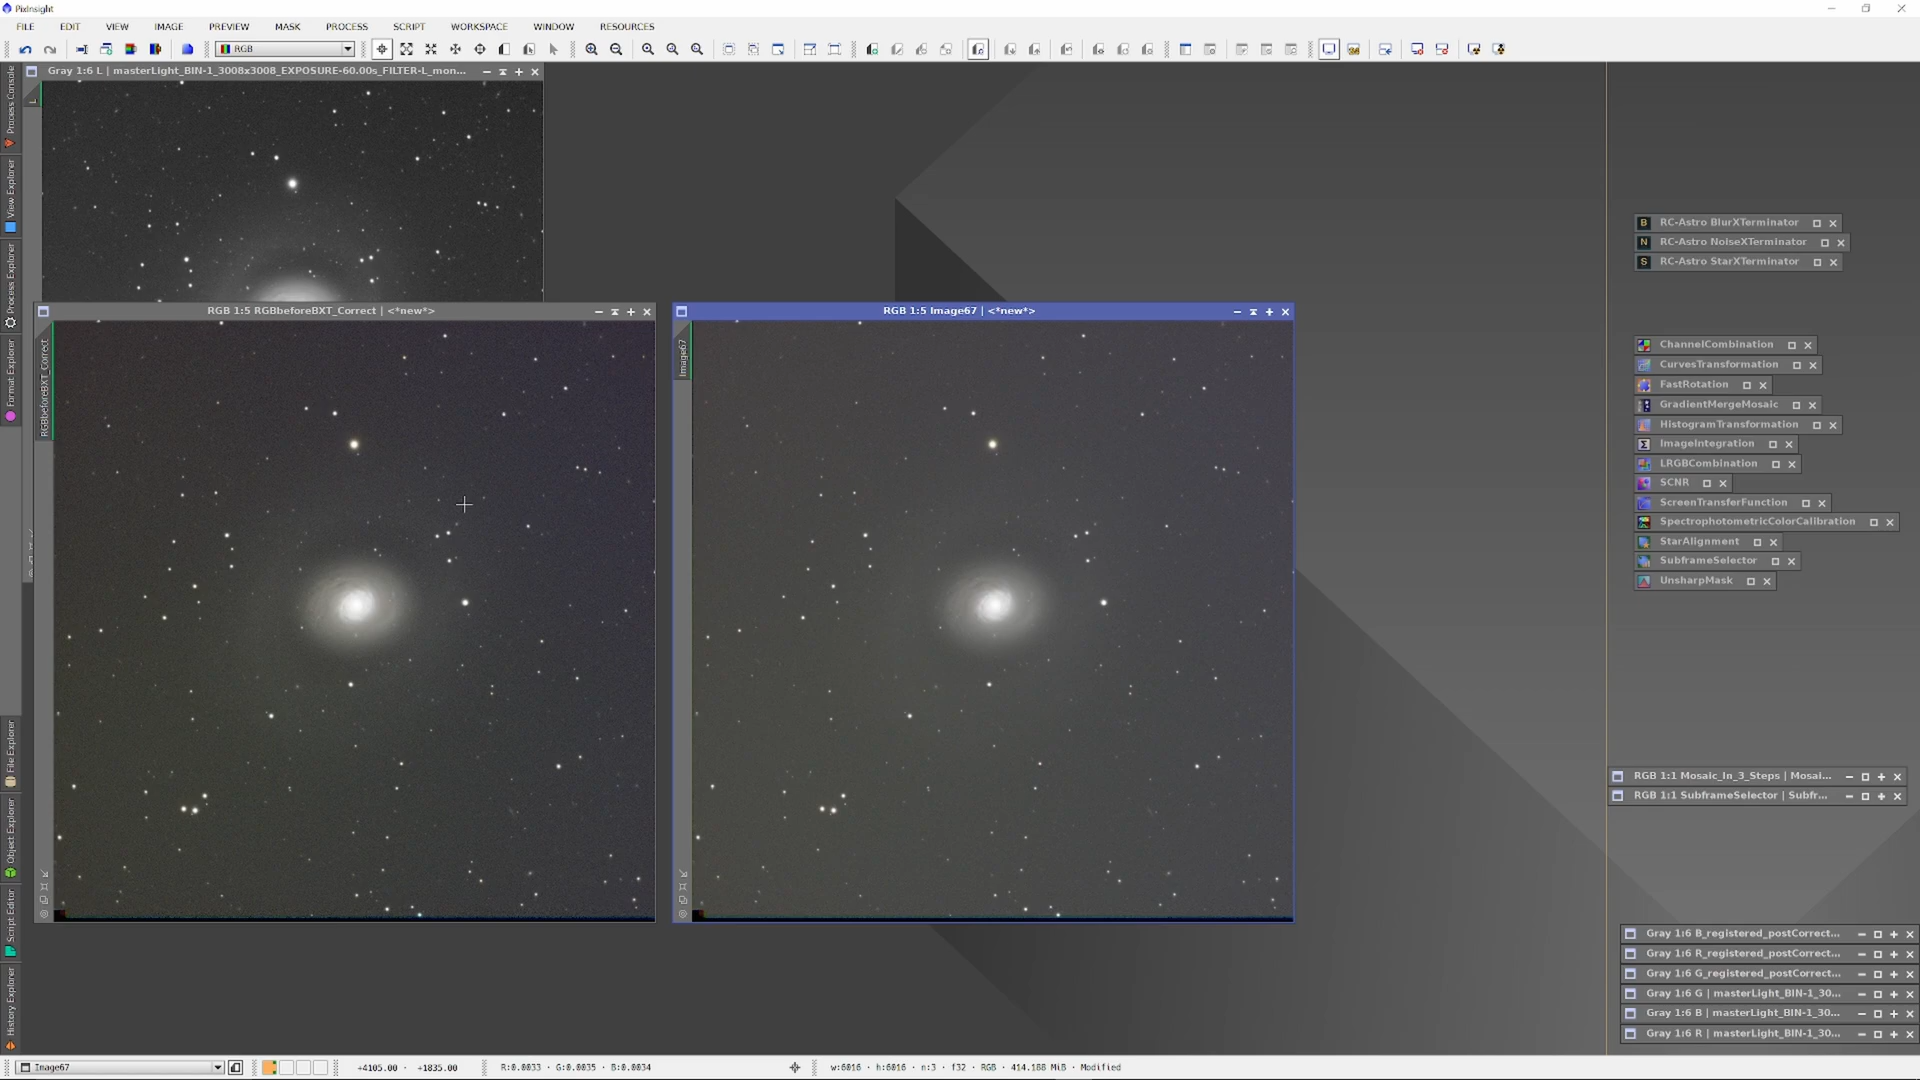 PixInsight
FILE EDIT VIEW IMAGE PREVIEW MASK PROCESS SCRIPT WORKSPACE WINDOW RESOURCES
RGB
Gray 1:6 L | masterLight_BIN-1_3008x3008_EXPOSURE-60.00s_FILTER-L_mon...
Process Console
View Explorer
Process Explorer
Format Explorer
File Explorer
Object Explorer
Script Editor
History Explorer
RGB 1:5 RGBbeforeBXT_Correct | <*new*>
RGBbeforeBXT_Correct
RGB 1:5 Image67 | <*new*>
Image67
B RC-Astro BlurXTerminator
N RC-Astro NoiseXTerminator
S RC-Astro StarXTerminator
ChannelCombination
CurvesTransformation
FastRotation
GradientMergeMosaic
HistogramTransformation
Σ ImageIntegration
LRGBCombination
SCNR
ScreenTransferFunction
SpectrophotometricColorCalibration
StarAlignment
SubframeSelector
UnsharpMask
RGB 1:1 Mosaic_In_3_Steps | Mosai...
RGB 1:1 SubframeSelector | Subfr...
Gray 1:6 B_registered_postCorrect...
Gray 1:6 R_registered_postCorrect...
Gray 1:6 G_registered_postCorrect...
Gray 1:6 G | masterLight_BIN-1_30...
Gray 1:6 B | masterLight_BIN-1_30...
Gray 1:6 R | masterLight_BIN-1_30...
Image67 +4105.00 · +1835.00 R:0.0033 · G:0.0035 · B:0.0034 w:6016 · h:6016 · n:3 · f32 · RGB · 414.188 MiB · Modified